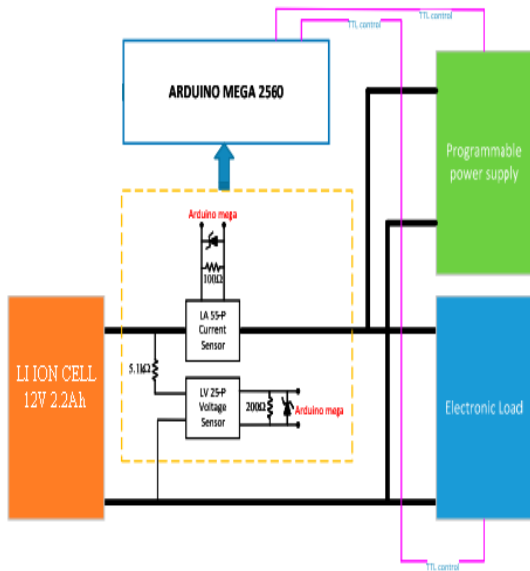 TTL control
TTL control
ARDUINO MEGA 2560
Programmable
power supply
Arduino mega
100Ω
LA 55-P
Current
Sensor
LI ION CELL
12V 2.2Ah
5.1kΩ
LV 25-P
Voltage
Sensor
200Ω
Arduino mega
Electronic Load
TTL control